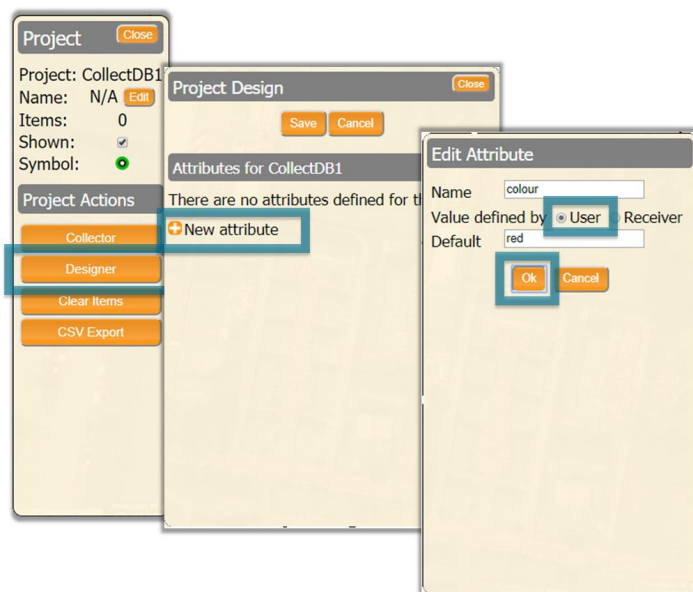 Project Close
Project: CollectDB1
Name: N/A Edit
Items: 0
Shown:
Symbol:
Project Actions
Collector
Designer
Clear Items
CSV Export
Project Design Close
Save Cancel
Attributes for CollectDB1
There are no attributes defined for
New attribute
Edit Attribute
Name colour
Value defined by User Receiver
Default red
Ok Cancel